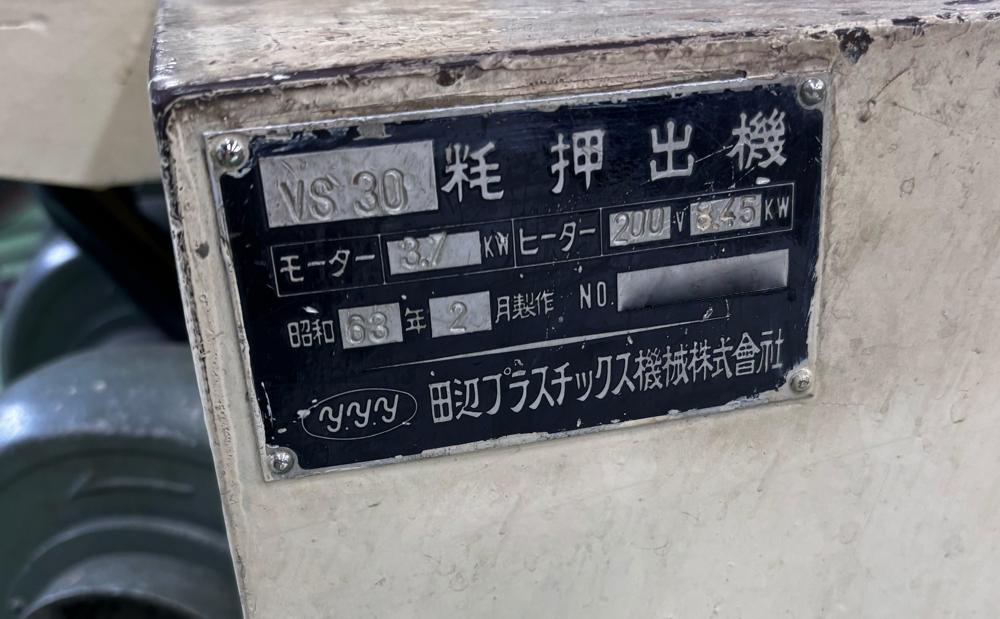 VS 30 粍 押 出 機
モーター 3.7 KW ヒーター 200 V 8.45 KW
昭和 63 年 2 月製作 NO.
yyy 田辺プラスチックス機械株式會社